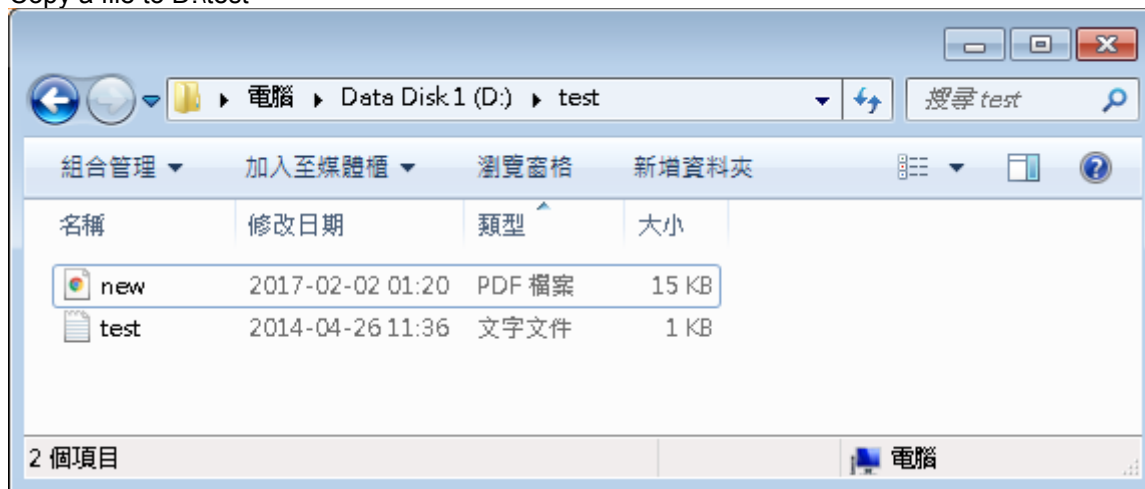 Copy a file to D:\test
電腦 Data Disk 1 (D:) test 搜尋 test
組合管理 加入至媒體櫃 瀏覽窗格 新增資料夾
名稱 修改日期 類型 大小
new 2017-02-02 01:20 PDF 檔案 15 KB
test 2014-04-26 11:36 文字文件 1 KB
2 個項目 電腦